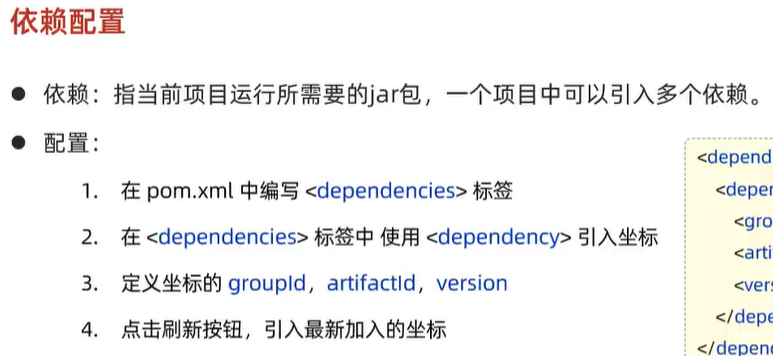 依赖配置
依赖：指当前项目运行所需要的jar包，一个项目中可以引入多个依赖。
配置：
1. 在 pom.xml 中编写 <dependencies> 标签
2. 在 <dependencies> 标签中 使用 <dependency> 引入坐标
3. 定义坐标的 groupId，artifactId，version
4. 点击刷新按钮，引入最新加入的坐标
<depend
<depen
<gro
<arti
<vers
</depe
</depend